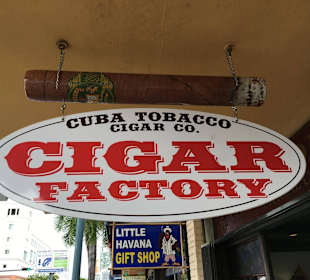 CUBA TOBACCO
CIGAR CO.
CIGAR
FACTORY
LITTLE
HAVANA
GIFT SHOP